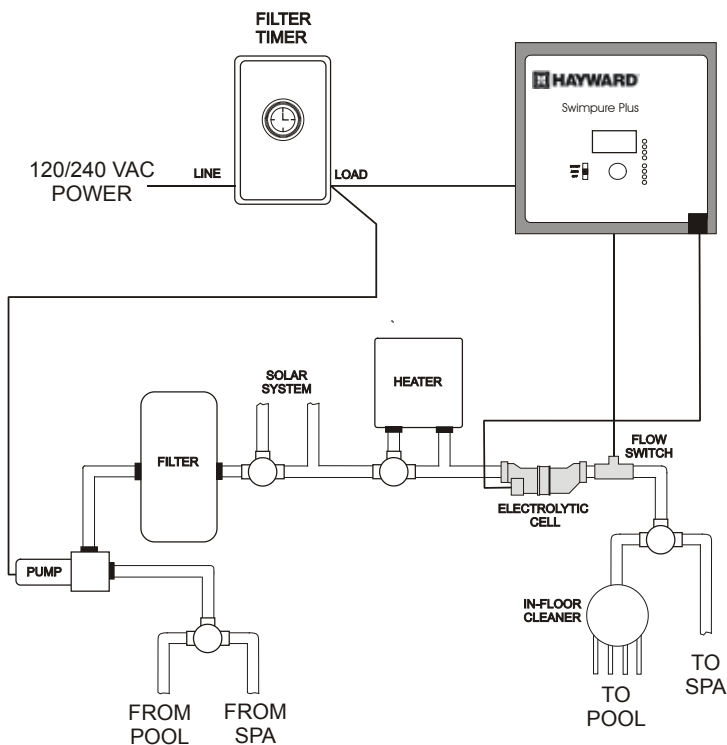 FILTER
TIMER
HAYWARD
Swimpure Plus
120/240 VAC
POWER
LINE
LOAD
SOLAR
SYSTEM
HEATER
FILTER
FLOW
SWITCH
ELECTROLYTIC
CELL
PUMP
IN-FLOOR
CLEANER
TO
SPA
TO
POOL
FROM
POOL
FROM
SPA